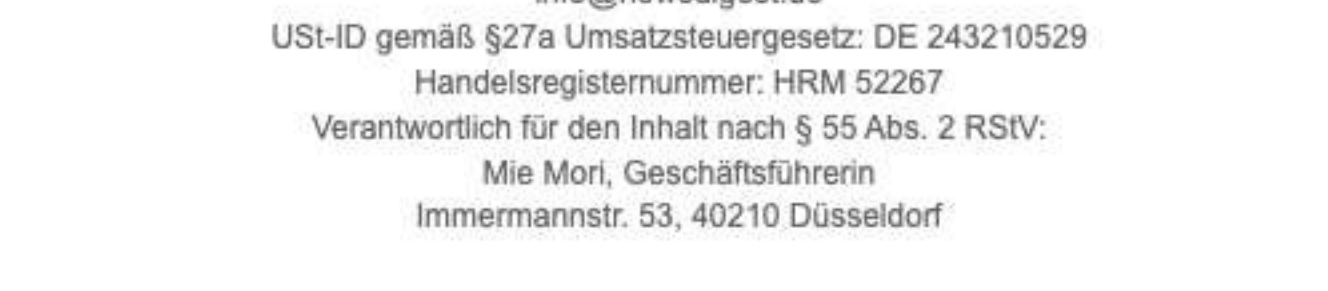 USt-ID gemäß §27a Umsatzsteuergesetz: DE 243210529
Handelsregisternummer: HRM 52267
Verantwortlich für den Inhalt nach § 55 Abs. 2 RStV:
Mie Mori, Geschäftsführerin
Immermannstr. 53, 40210 Düsseldorf